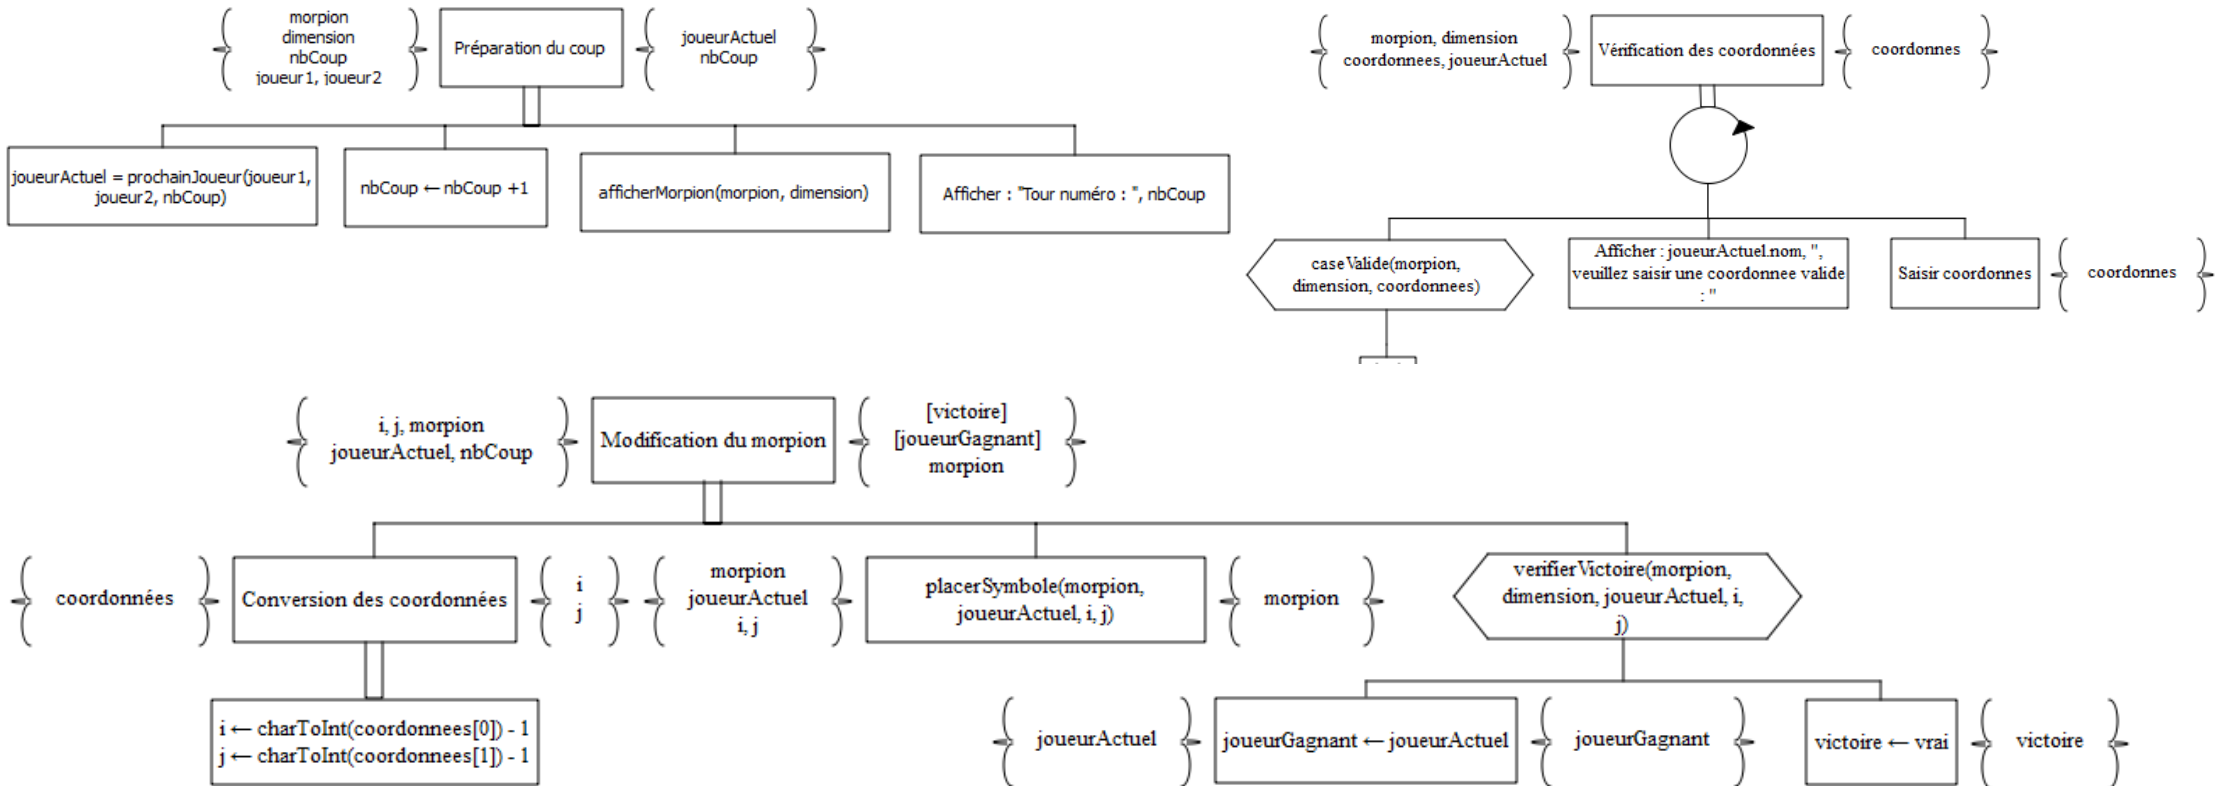 morpion
dimension
nbCoup
joueur1, joueur2
Préparation du coup
joueurActuel
nbCoup
joueurActuel = prochainJoueur(joueur1,
joueur2, nbCoup)
nbCoup ← nbCoup +1
afficherMorpion(morpion, dimension)
Afficher : "Tour numéro : ", nbCoup
morpion, dimension
coordonnees, joueurActuel
Vérification des coordonnées
coordonnes
caseValide(morpion,
dimension, coordonnees)
Afficher : joueurActuel.nom, ",
veuillez saisir une coordonnee valide
: "
Saisir coordonnes
coordonnes
i, j, morpion
joueurActuel, nbCoup
Modification du morpion
[victoire]
[joueurGagnant]
morpion
coordonnées
Conversion des coordonnées
i
j
morpion
joueurActuel
i, j
placerSymbole(morpion,
joueurActuel, i, j)
morpion
verifierVictoire(morpion,
dimension, joueurActuel, i,
j)
i ← charToInt(coordonnees[0]) - 1
j ← charToInt(coordonnees[1]) - 1
joueurActuel
joueurGagnant ← joueurActuel
joueurGagnant
victoire ← vrai
victoire